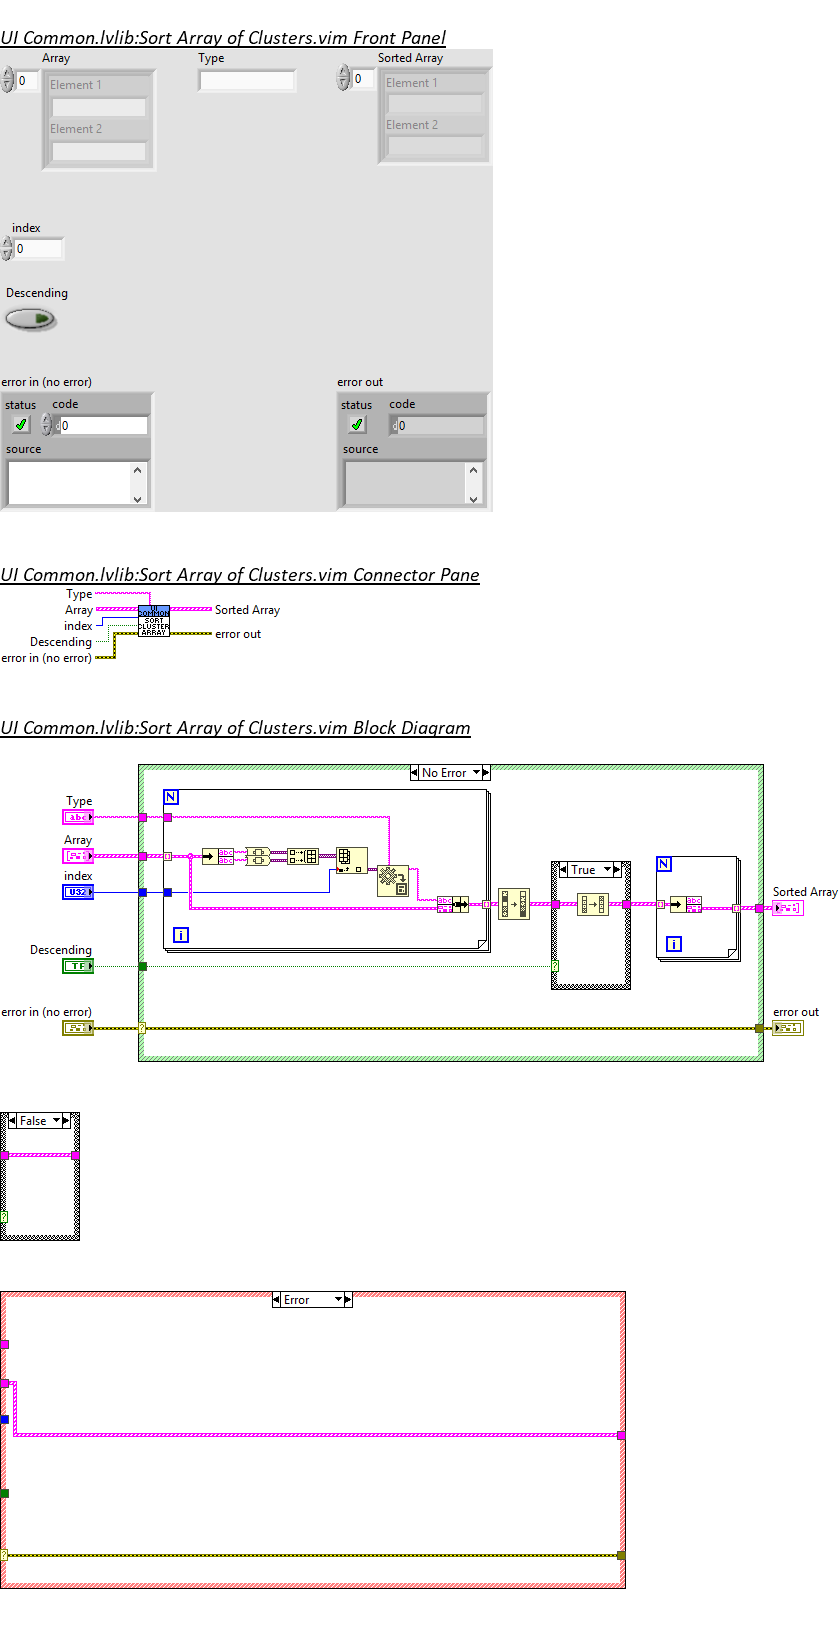 UI Common.lvlib:Sort Array of Clusters.vim Front Panel
Array Type Sorted Array
0 Element 1 0 Element 1
Element 2 Element 2
index
0
Descending
error in (no error) error out
status code status code
d 0 d 0
source source
UI Common.lvlib:Sort Array of Clusters.vim Connector Pane
Type
Array UI COMMON Sorted Array
index SORT
Descending CLUSTER error out
error in (no error) ARRAY
UI Common.lvlib:Sort Array of Clusters.vim Block Diagram
No Error
Type N
abc
Array abc True N
index abc
U32 abc abc Sorted Array
i i
Descending
TF ?
error in (no error) error out
?
False
?
Error
?